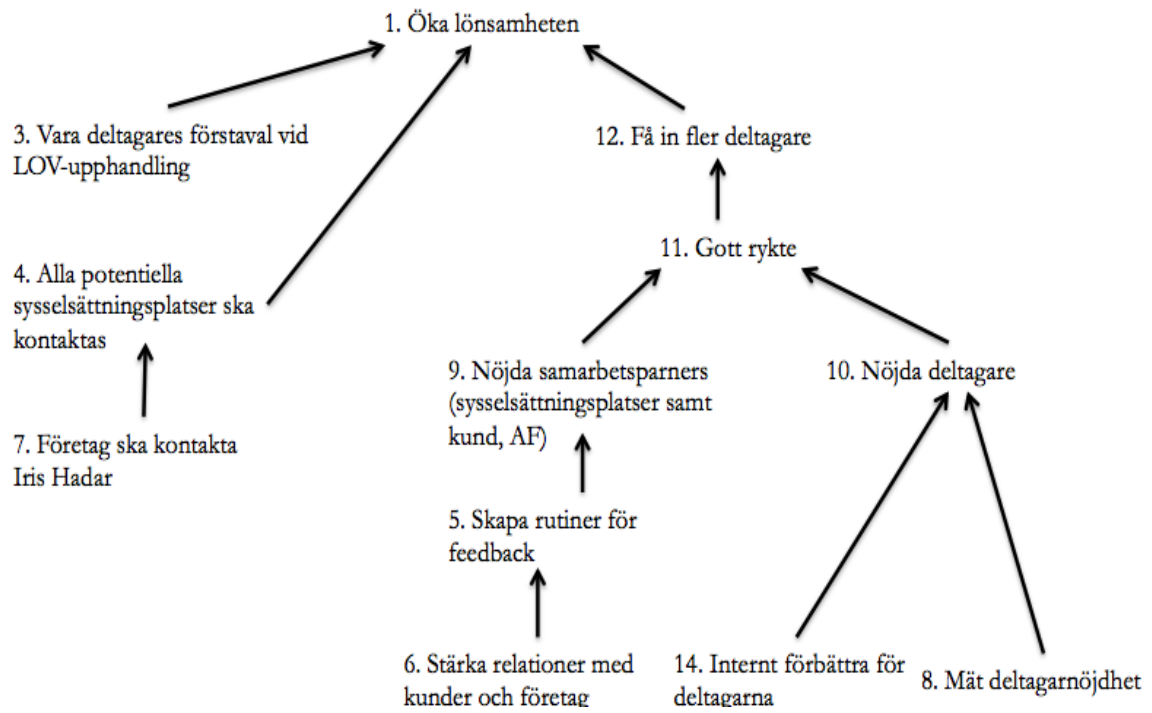 1. Öka lönsamheten
3. Vara deltagares förstaval vid
LOV-upphandling
12. Få in fler deltagare
11. Gott rykte
4. Alla potentiella
sysselsättningsplatser ska
kontaktas
9. Nöjda samarbetsparners
(sysselsättningsplatser samt
kund, AF)
10. Nöjda deltagare
7. Företag ska kontakta
Iris Hadar
5. Skapa rutiner för
feedback
6. Stärka relationer med
kunder och företag
14. Internt förbättra för
deltagarna
8. Mät deltagarnöjdhet